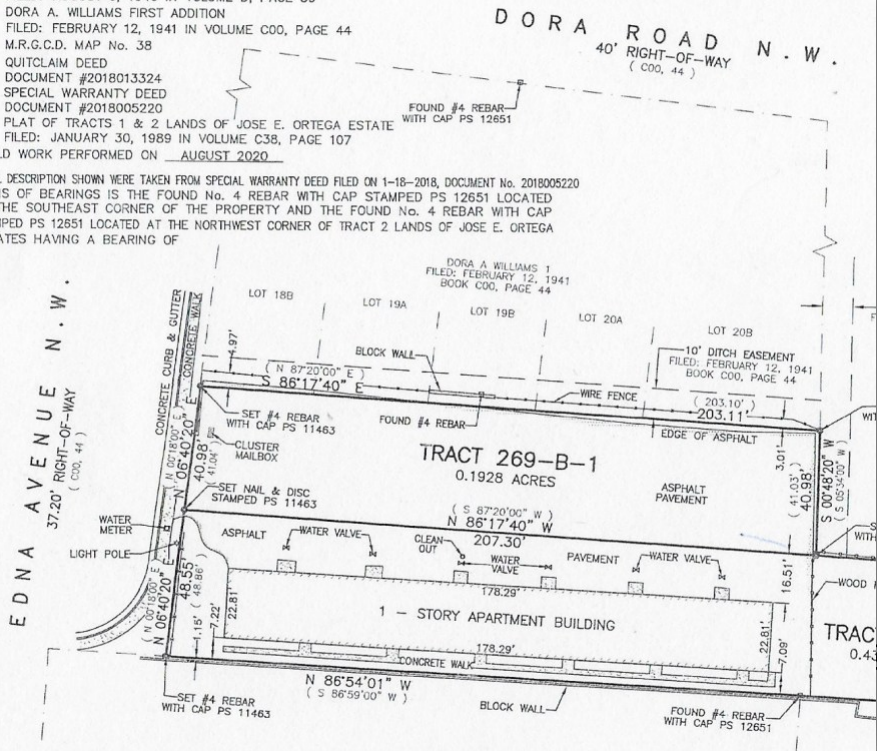 DORA A. WILLIAMS FIRST ADDITION
FILED: FEBRUARY 12, 1941 IN VOLUME C00, PAGE 44
M.R.G.C.D. MAP No. 38
QUITCLAIM DEED
DOCUMENT #2018013324
SPECIAL WARRANTY DEED
DOCUMENT #2018005220
PLAT OF TRACTS 1 & 2 LANDS OF JOSE E. ORTEGA ESTATE
FILED: JANUARY 30, 1989 IN VOLUME C38, PAGE 107
D WORK PERFORMED ON AUGUST 2020
DESCRIPTION SHOWN WERE TAKEN FROM SPECIAL WARRANTY DEED FILED ON 1-18-2018, DOCUMENT No. 2018005220
IS OF BEARINGS IS THE FOUND No. 4 REBAR WITH CAP STAMPED PS 12651 LOCATED
THE SOUTHEAST CORNER OF THE PROPERTY AND THE FOUND No. 4 REBAR WITH CAP
PED PS 12651 LOCATED AT THE NORTHWEST CORNER OF TRACT 2 LANDS OF JOSE E. ORTEGA
ATES HAVING A BEARING OF
DORA ROAD N.W.
40' RIGHT-OF-WAY
( C00, 44 )
FOUND #4 REBAR
WITH CAP PS 12651
DORA A WILLIAMS 1
FILED: FEBRUARY 12, 1941
BOOK C00, PAGE 44
LOT 18B
LOT 19A
LOT 19B
LOT 20A
LOT 20B
10' DITCH EASEMENT
FILED: FEBRUARY 12, 1941
BOOK C00, PAGE 44
EDNA AVENUE N.W.
37.20' RIGHT-OF-WAY
( C00, 44 )
CONCRETE CURB & GUTTER
CONCRETE WALK
4.97'
BLOCK WALL
( N 87°20'00" E )
S 86°17'40" E
WIRE FENCE
( 203.10' )
203.11'
SET #4 REBAR
WITH CAP PS 11463
FOUND #4 REBAR
EDGE OF ASPHALT
WIT
( N 00°18'00" E )
N 06°40'20" E
40.98'
(41.04')
CLUSTER
MAILBOX
TRACT 269-B-1
0.1928 ACRES
ASPHALT
PAVEMENT
3.01'
(41.03')
40.98'
S 00°48'20" W
( S 05°34'00" W )
SET NAIL & DISC
STAMPED PS 11463
( S 87°20'00" W )
N 86°17'40" W
207.30'
S
WITH
WATER
METER
LIGHT POLE
ASPHALT
WATER VALVE
CLEAN
OUT
WATER
VALVE
PAVEMENT
WATER VALVE
16.51'
WOOD
( N 00°18'00" E )
N 06°40'20" E
48.55'
( 48.86' )
1.15'
7.22'
22.81'
178.29'
1 - STORY APARTMENT BUILDING
178.29'
22.81'
7.09'
TRAC
0.43
CONCRETE WALK
N 86°54'01" W
( S 86°59'00" W )
SET #4 REBAR
WITH CAP PS 11463
BLOCK WALL
FOUND #4 REBAR
WITH CAP PS 12651